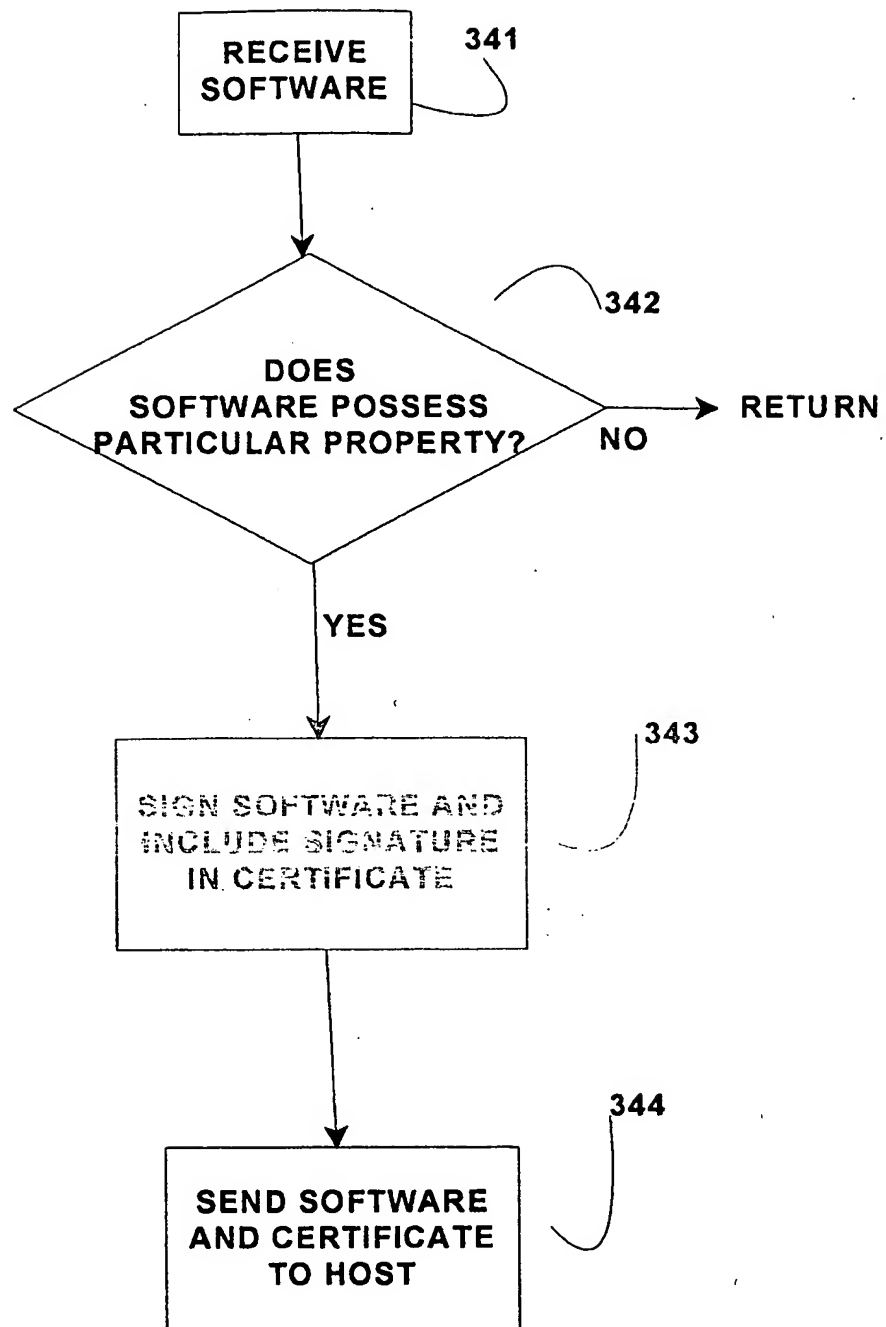 RECEIVE
SOFTWARE
341
342
DOES
SOFTWARE POSSESS
PARTICULAR PROPERTY?
NO
RETURN
YES
343
SIGN SOFTWARE AND
INCLUDE SIGNATURE
IN CERTIFICATE
344
SEND SOFTWARE
AND CERTIFICATE
TO HOST